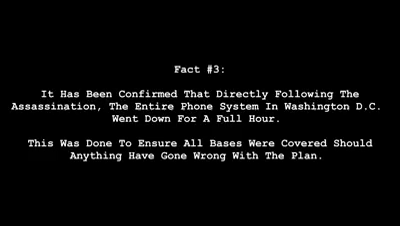 Fact #3:
It Has Been Confirmed That Directly Following The
Assassination, The Entire Phone System In Washington D.C.
Went Down For A Full Hour.
This Was Done To Ensure All Bases Were Covered Should
Anything Have Gone Wrong With The Plan.